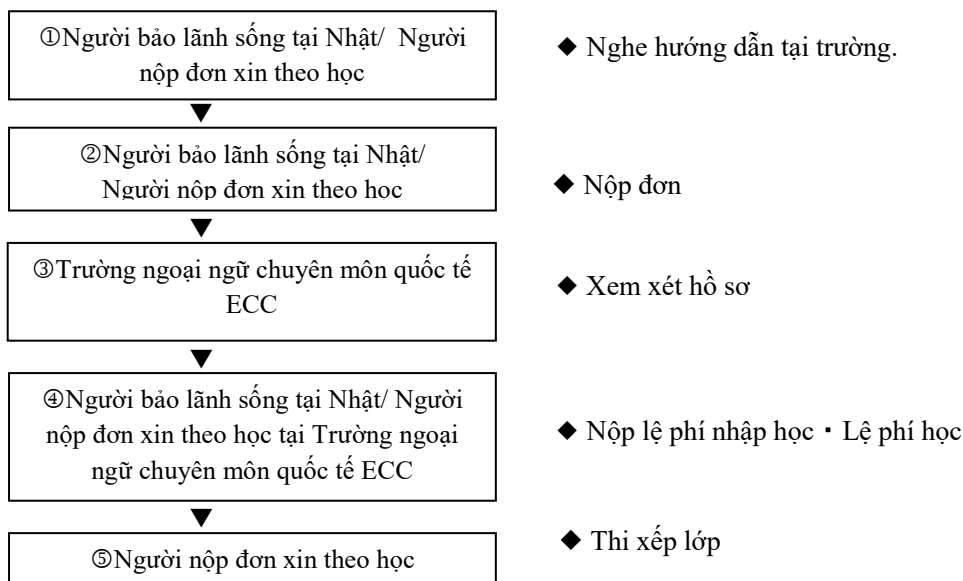 ①Người bảo lãnh sống tại Nhật/ Người
nộp đơn xin theo học
◆ Nghe hướng dẫn tại trường.
▼
②Người bảo lãnh sống tại Nhật/
Người nộp đơn xin theo học
◆ Nộp đơn
▼
③Trường ngoại ngữ chuyên môn quốc tế
ECC
◆ Xem xét hồ sơ
▼
④Người bảo lãnh sống tại Nhật/ Người
nộp đơn xin theo học tại Trường ngoại
ngữ chuyên môn quốc tế ECC
◆ Nộp lệ phí nhập học・Lệ phí học
▼
⑤Người nộp đơn xin theo học
◆ Thi xếp lớp